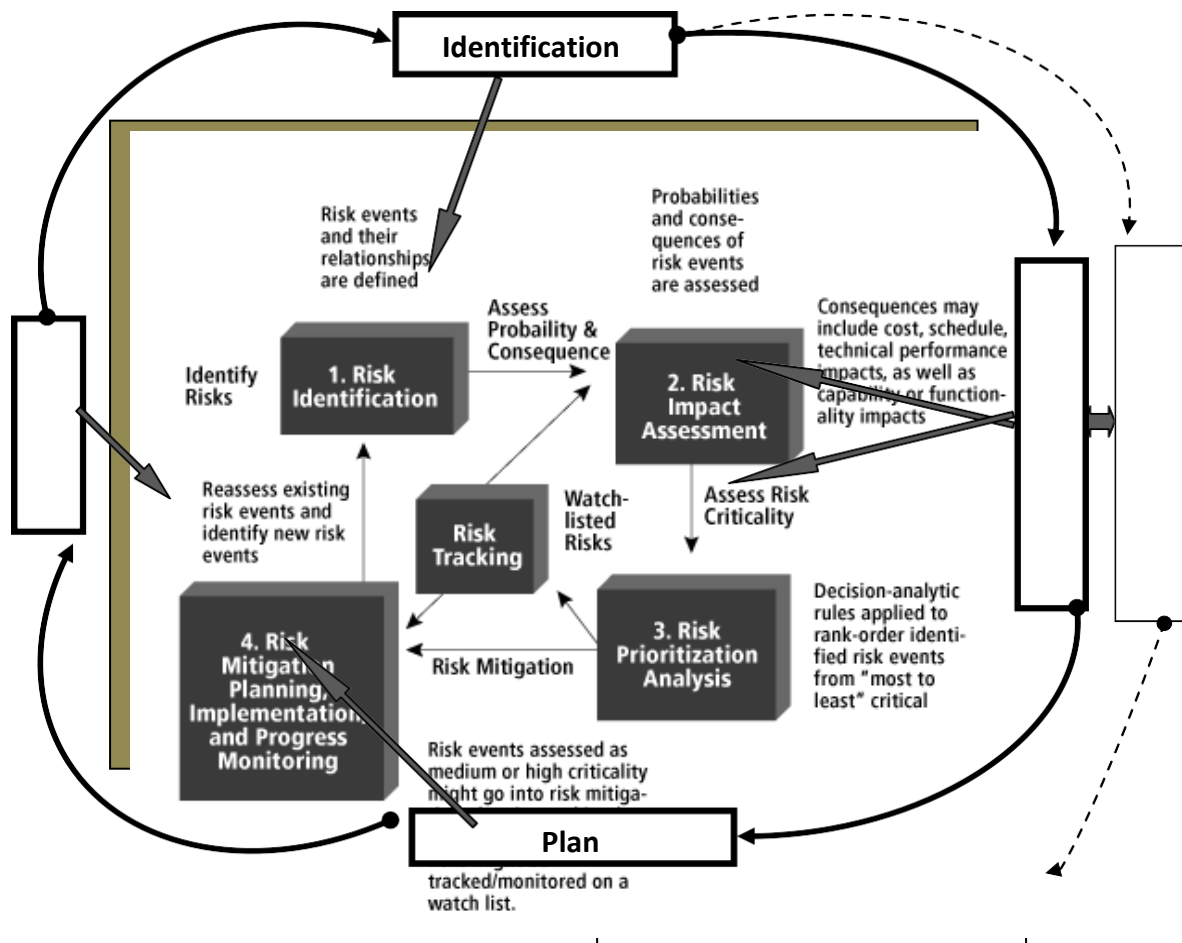 Identification
Risk events
and their
relationships
are defined
Probabilities
and conse-
quences of
risk events
are assessed
Assess
Probaility &
Consequence
Consequences may
include cost, schedule,
technical performance
impacts, as well as
capability or function-
ality impacts
Identify
Risks
1. Risk
Identification
2. Risk
Impact
Assessment
Reassess existing
risk events and
identify new risk
events
Risk
Tracking
Watch-
listed
Risks
Assess Risk
Criticality
4. Risk
Mitigation
Planning,
Implementation,
and Progress
Monitoring
Risk Mitigation
3. Risk
Prioritization
Analysis
Decision-analytic
rules applied to
rank-order identi-
fied risk events
from “most to
least” critical
Risk events assessed as
medium or high criticality
might go into risk mitiga-
Plan
tracked/monitored on a
watch list.